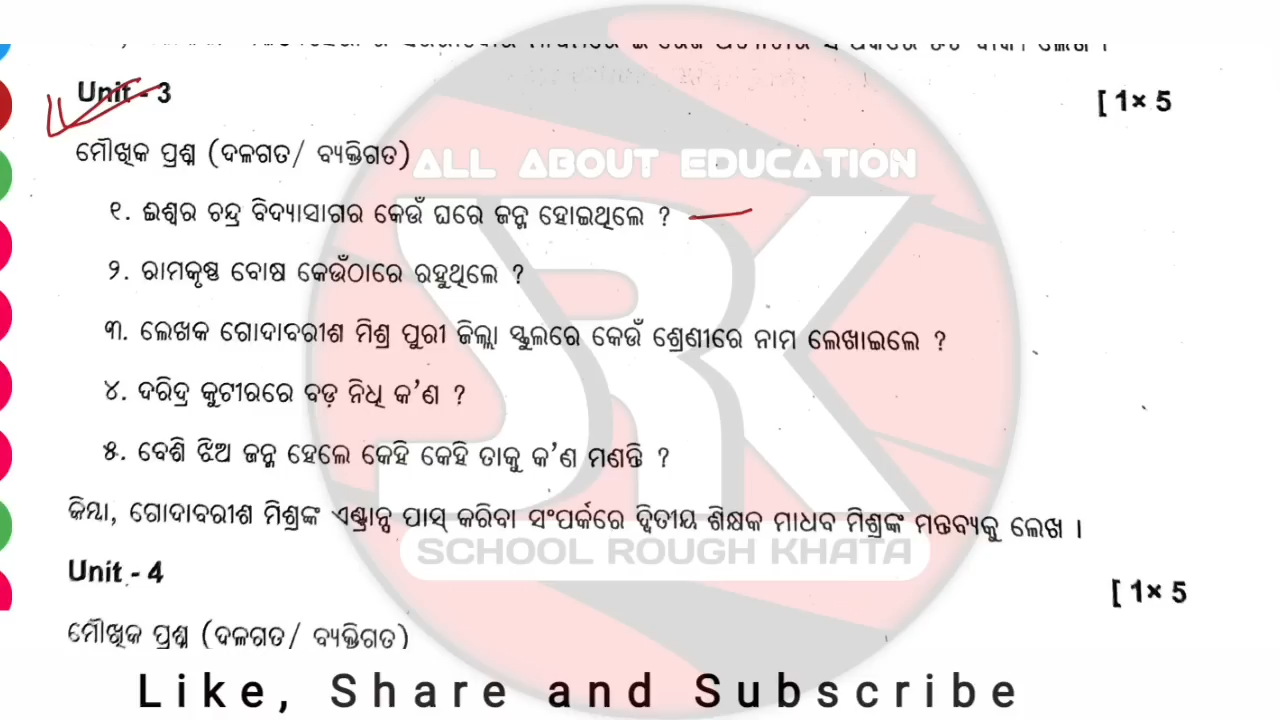 Unit - 3
[ 1× 5
ମୌଖିକ ପ୍ରଶ୍ନ (ଦଳଗତ/ ବ୍ୟକ୍ତିଗତ)
ALL ABOUT EDUCATION
୧. ଈଶ୍ୱର ଚନ୍ଦ୍ର ବିଦ୍ୟାସାଗର କେଉଁ ଘରେ ଜନ୍ମ ହୋଇଥିଲେ ?
୨. ରାମକୃଷ୍ଣ ବୋଷ କେଉଁଠାରେ ରହୁଥିଲେ ?
୩. ଲେଖକ ଗୋଦାବରୀଶ ମିଶ୍ର ପୁରୀ ଜିଲ୍ଲା ସ୍କୁଲରେ କେଉଁ ଶ୍ରେଣୀରେ ନାମ ଲେଖାଇଲେ ?
୪. ଦରିଦ୍ର କୁଟୀରରେ ବଡ଼ ନିଧି କ'ଣ ?
୫. ବେଶି ଝିଅ ଜନ୍ମ ହେଲେ କେହି କେହି ତାକୁ କ'ଣ ମଣନ୍ତି ?
କିମ୍ବା, ଗୋଦାବରୀଶ ମିଶ୍ରଙ୍କ ଏଣ୍ଟ୍ରାନ୍ସ ପାସ୍ କରିବା ସଂପର୍କରେ ଦ୍ୱିତୀୟ ଶିକ୍ଷକ ମାଧବ ମିଶ୍ରଙ୍କ ମନ୍ତବ୍ୟକୁ ଲେଖ ।
SCHOOL ROUGH KHATA
Unit - 4
[ 1× 5
ମୌଖିକ ପ୍ରଶ୍ନ (ଦଳଗତ/ ବ୍ୟକ୍ତିଗତ)
Like, Share and Subscribe